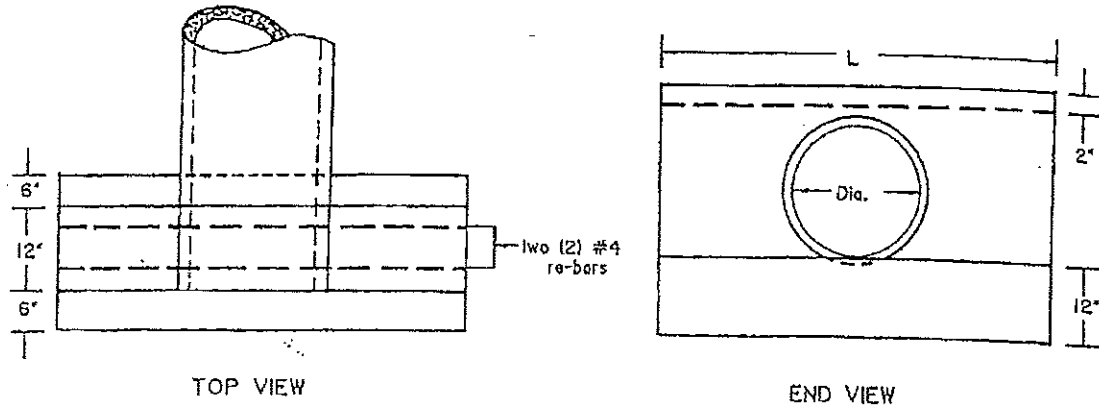 6"
12"
6"
Two (2) #4
re-bars
TOP VIEW
L
2"
Dia.
12"
END VIEW